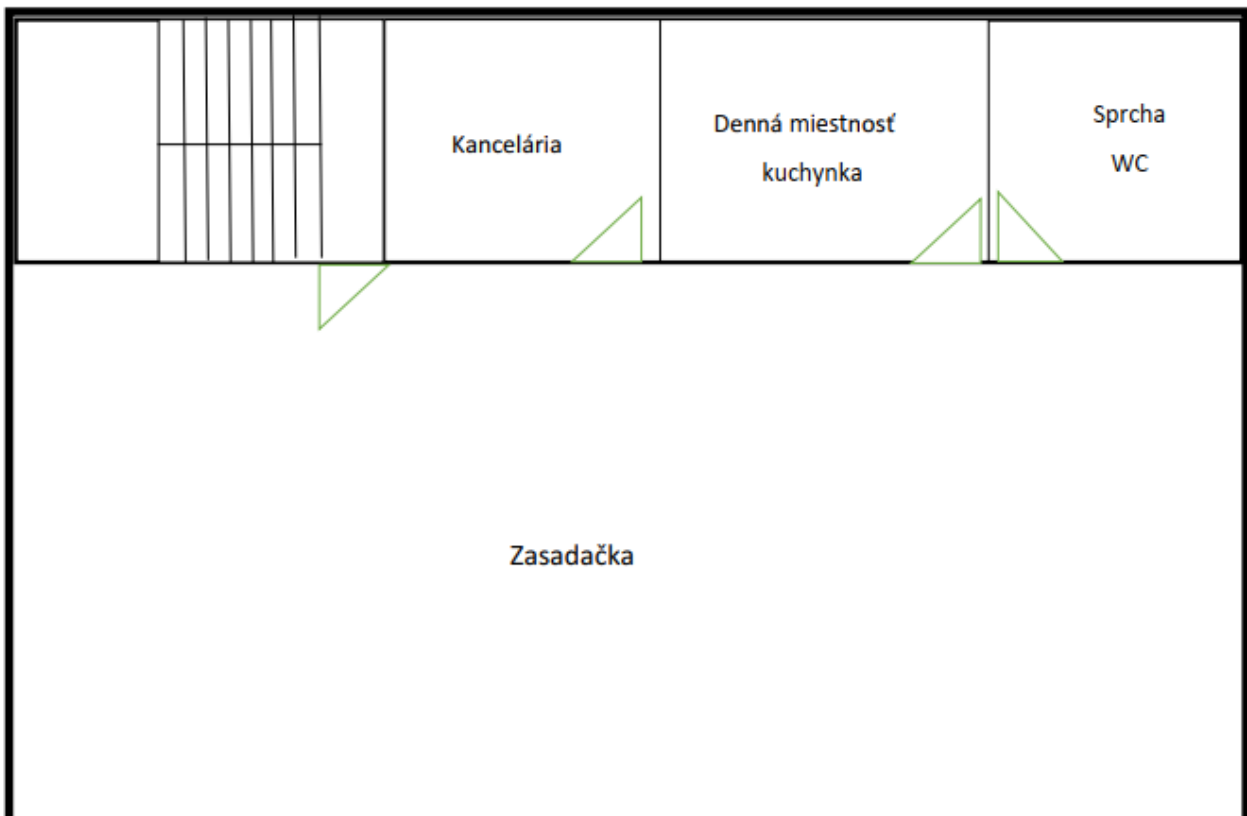 Kancelária
Denná miestnosť
kuchynka
Sprcha
WC
Zasadačka